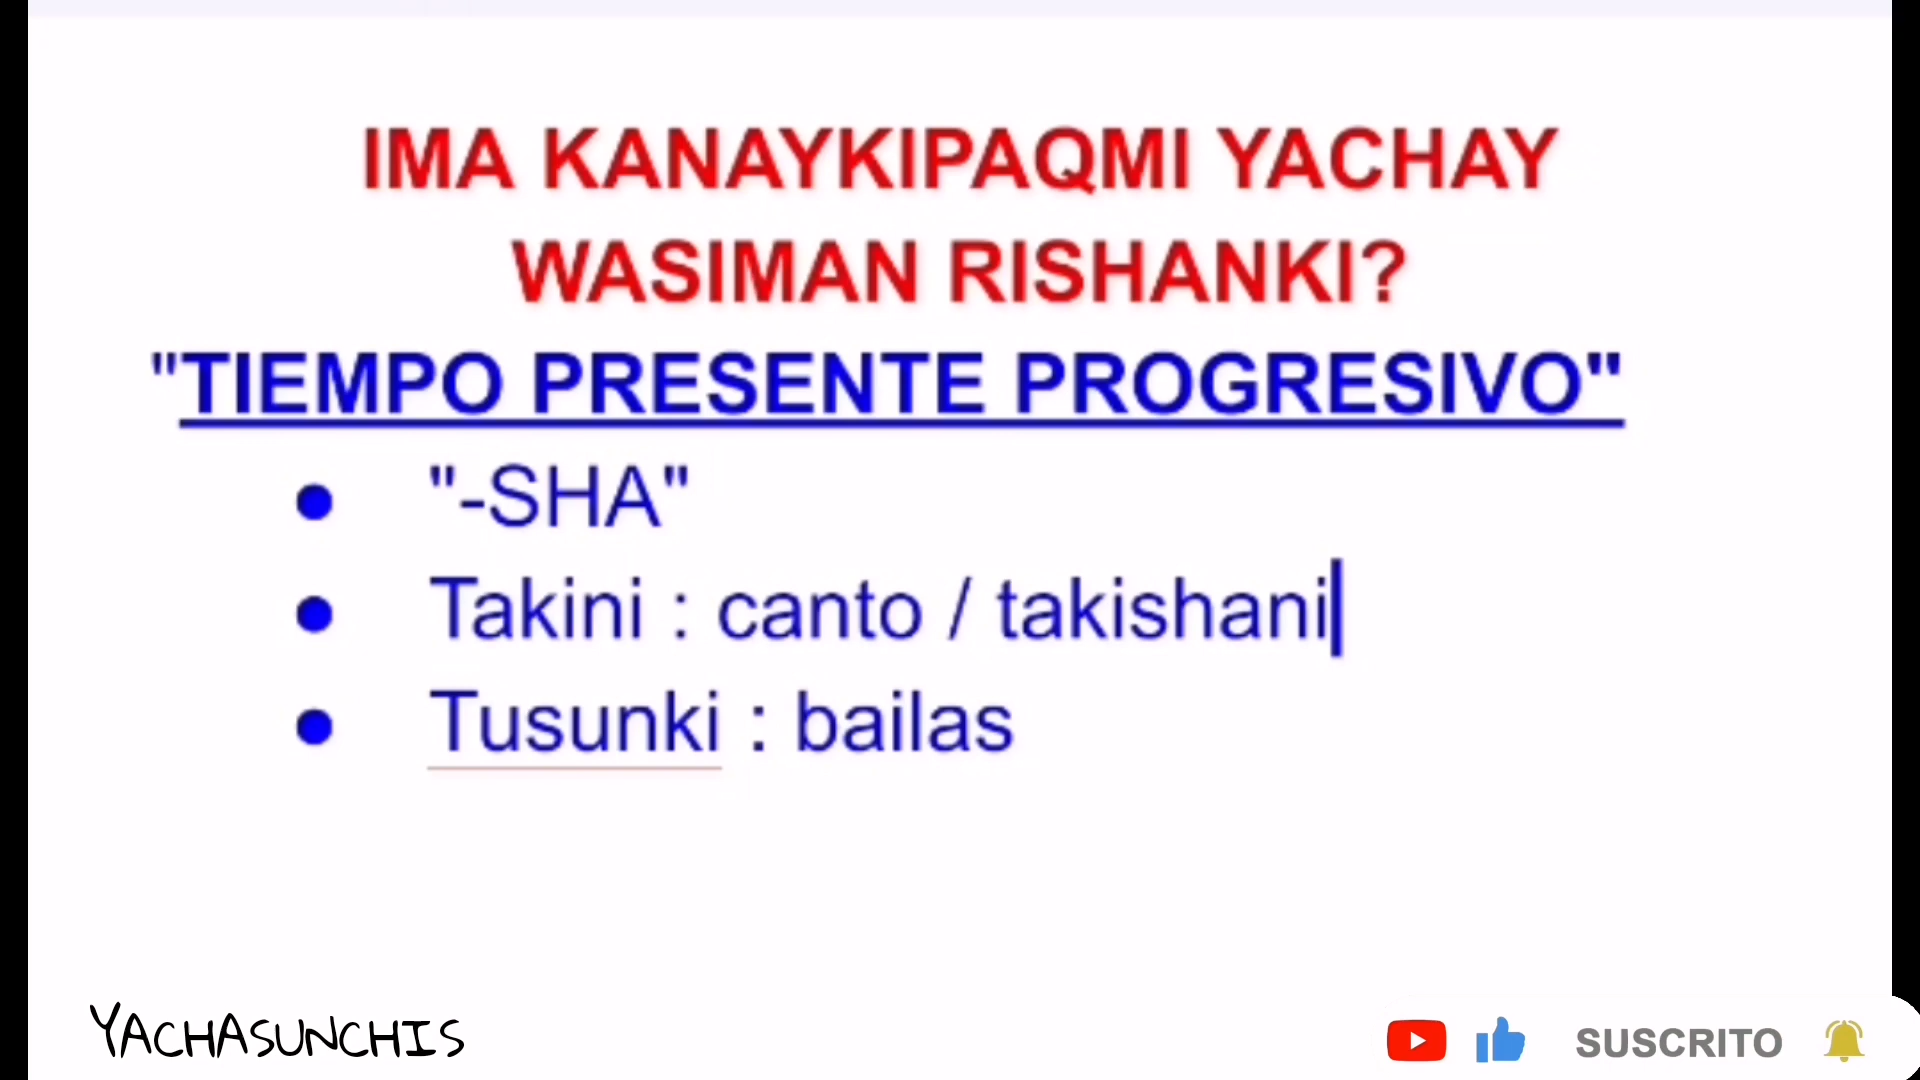 IMA KANAYKIPAQMI YACHAY
WASIMAN RISHANKI?
"TIEMPO PRESENTE PROGRESIVO"
● "-SHA"
● Takini : canto / takishani
● Tusunki : bailas
YACHASUNCHIS
SUSCRITO